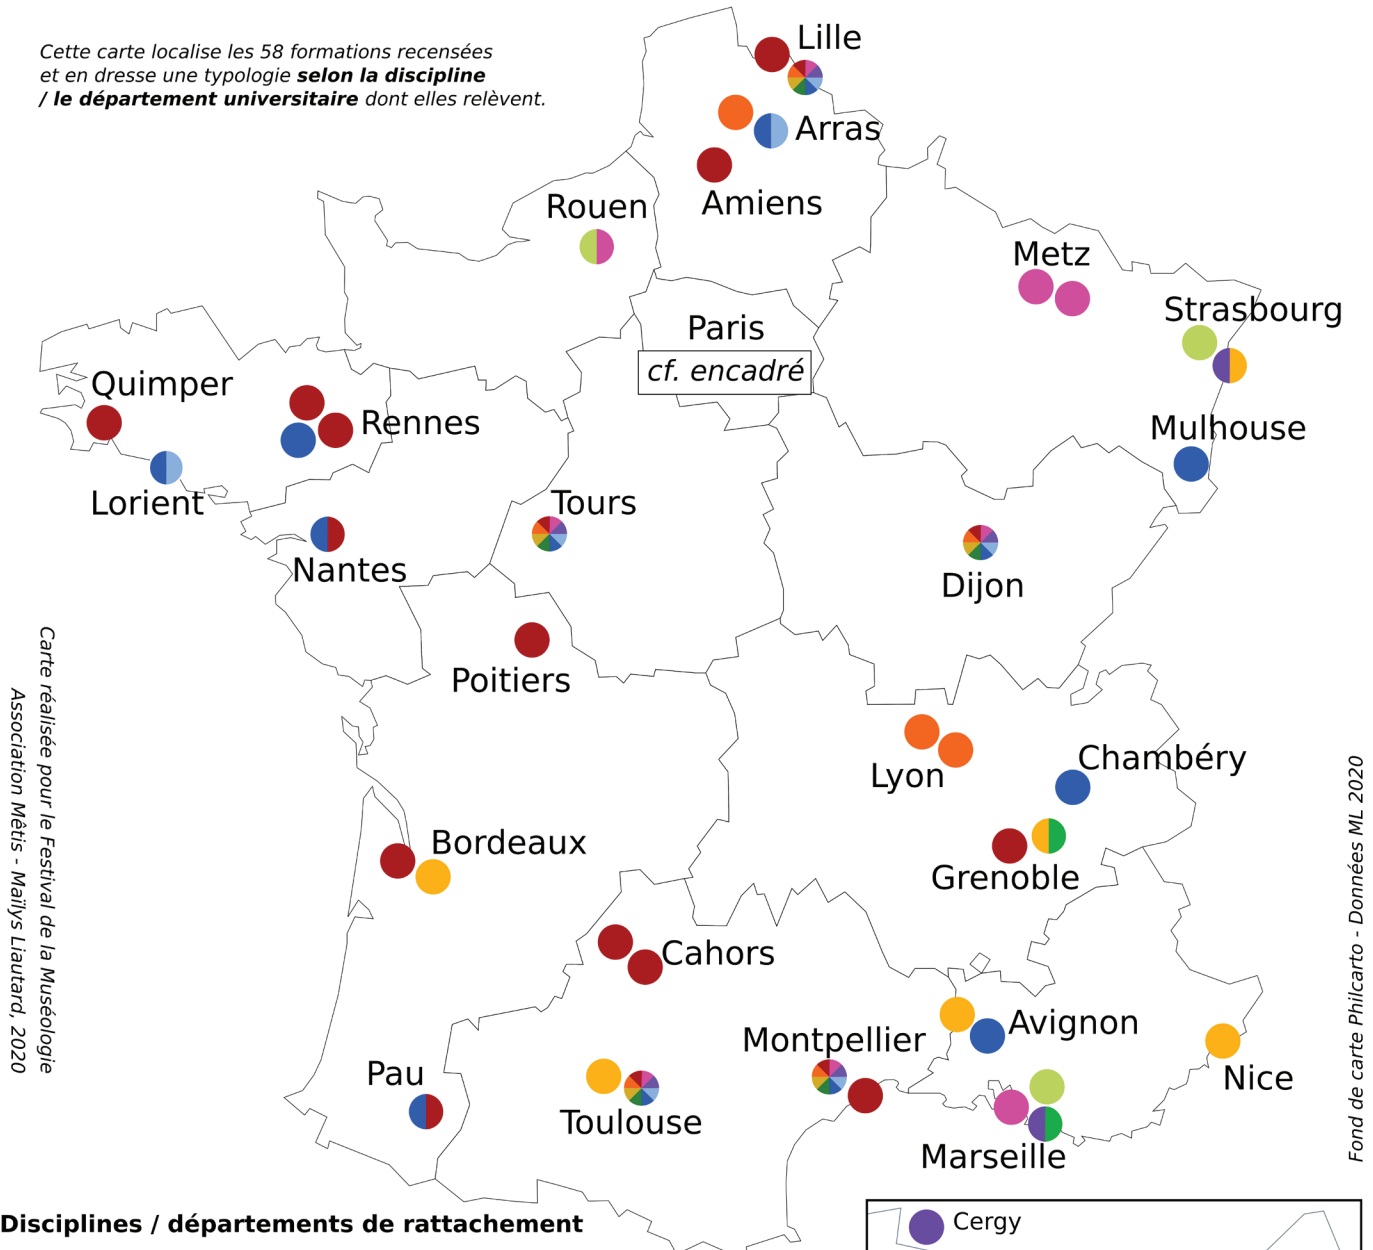 Cette carte localise les 58 formations recensées
et en dresse une typologie selon la discipline
/ le département universitaire dont elles relèvent.
Lille
Arras
Amiens
Rouen
Metz
Strasbourg
Paris
cf. encadré
Quimper
Rennes
Mulhouse
Lorient
Tours
Nantes
Dijon
Poitiers
Lyon
Chambéry
Bordeaux
Grenoble
Cahors
Avignon
Montpellier
Pau
Nice
Toulouse
Marseille
Carte réalisée pour le Festival de la Muséologie
Association Mêtis - Maïlys Liautard, 2020
Fond de carte Philcarto - Données ML 2020
Disciplines / départements de rattachement
Cergy